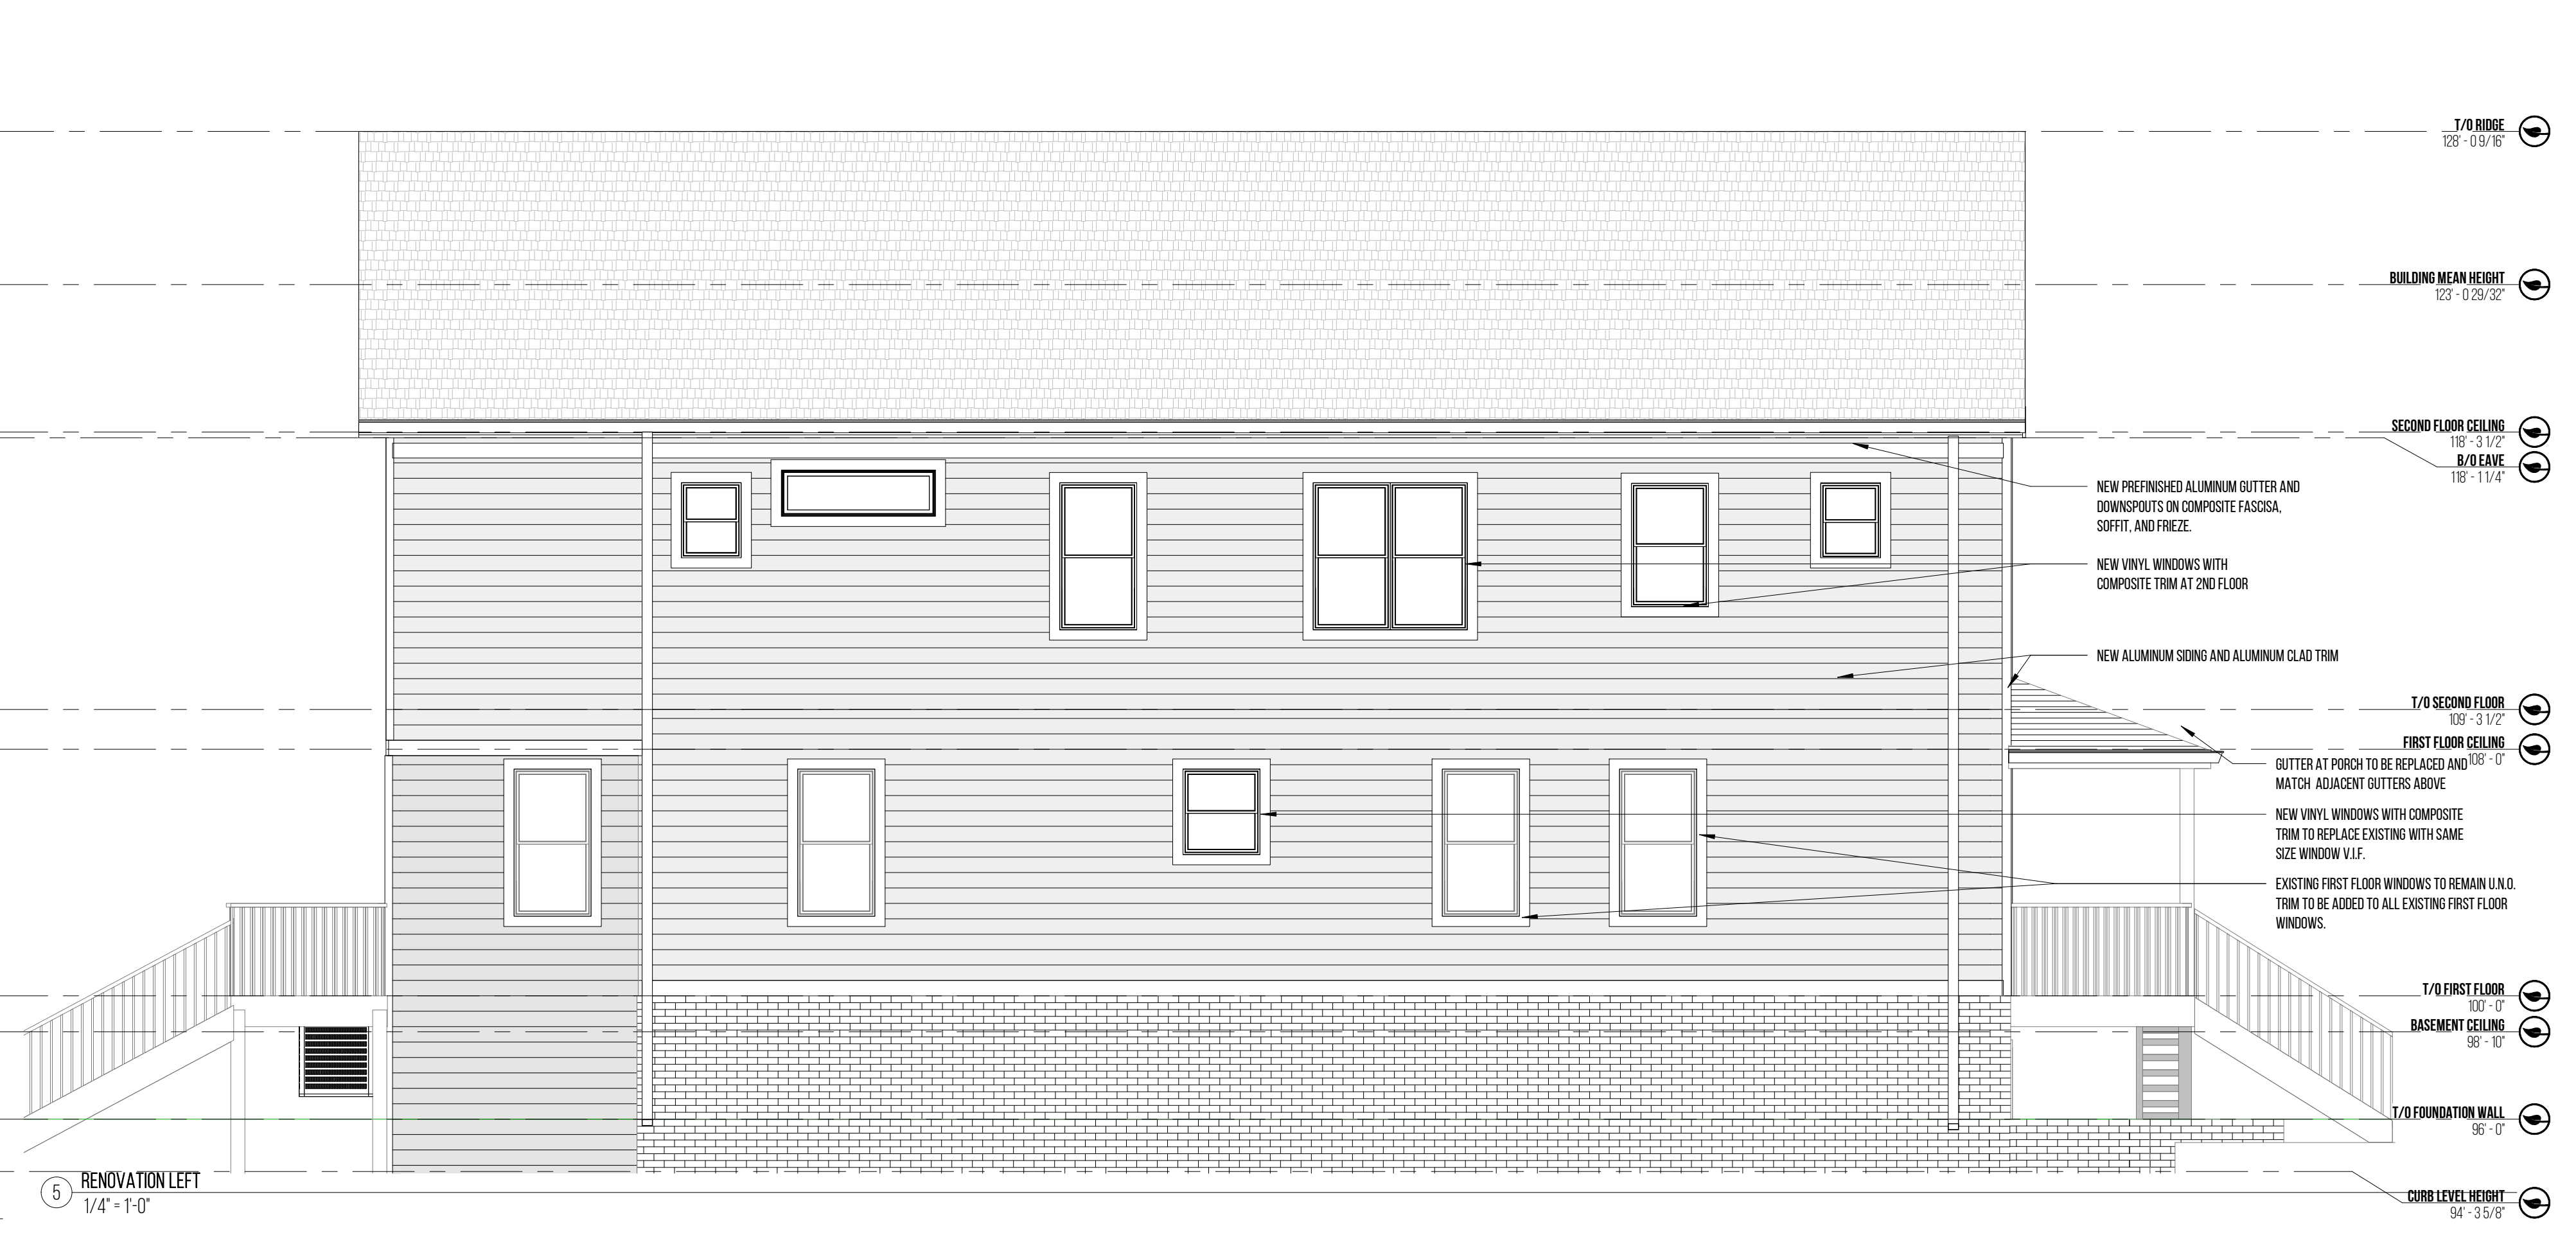 T/O RIDGE
128' - 0 9/16"
BUILDING MEAN HEIGHT
123' - 0 29/32"
SECOND FLOOR CEILING
118' - 3 1/2"
B/O EAVE
118' - 1 1/4"
NEW PREFINISHED ALUMINUM GUTTER AND
DOWNSPOUTS ON COMPOSITE FASCISA,
SOFFIT, AND FRIEZE.
NEW VINYL WINDOWS WITH
COMPOSITE TRIM AT 2ND FLOOR
NEW ALUMINUM SIDING AND ALUMINUM CLAD TRIM
T/O SECOND FLOOR
109' - 3 1/2"
FIRST FLOOR CEILING
108' - 0"
GUTTER AT PORCH TO BE REPLACED AND
MATCH ADJACENT GUTTERS ABOVE
NEW VINYL WINDOWS WITH COMPOSITE
TRIM TO REPLACE EXISTING WITH SAME
SIZE WINDOW V.I.F.
EXISTING FIRST FLOOR WINDOWS TO REMAIN U.N.O.
TRIM TO BE ADDED TO ALL EXISTING FIRST FLOOR
WINDOWS.
T/O FIRST FLOOR
100' - 0"
BASEMENT CEILING
98' - 10"
T/O FOUNDATION WALL
96' - 0"
CURB LEVEL HEIGHT
94' - 3 5/8"
5 RENOVATION LEFT
1/4" = 1'-0"